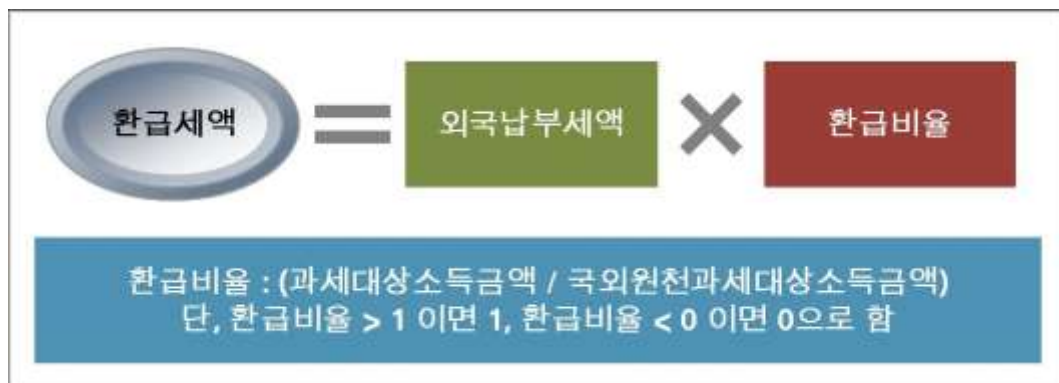 환급세액 = 외국납부세액 × 환급비율
환급비율 : (과세대상소득금액 / 국외원천과세대상소득금액)
단, 환급비율 > 1 이면 1, 환급비율 < 0 이면 0으로 함